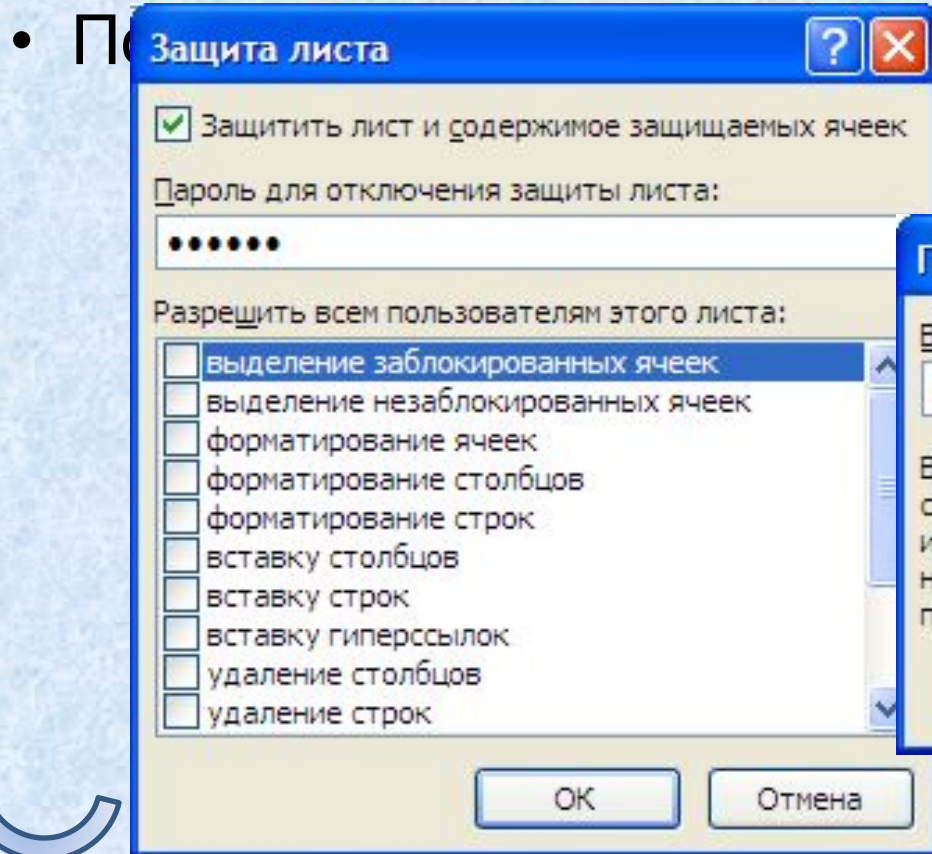 Защита листа
Защитить лист и содержимое защищаемых ячеек
Пароль для отключения защиты листа:
••••••
Разрешить всем пользователям этого листа:
выделение заблокированных ячеек
выделение незаблокированных ячеек
форматирование ячеек
форматирование столбцов
форматирование строк
вставку столбцов
вставку строк
вставку гиперссылок
удаление столбцов
удаление строк
ОК Отмена